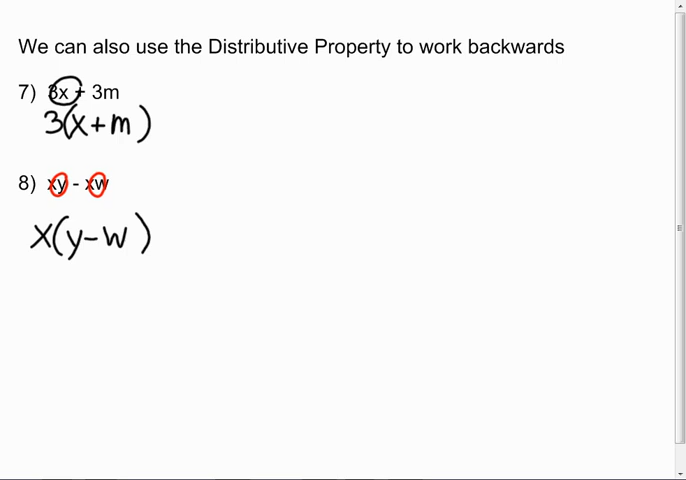 We can also use the Distributive Property to work backwards
7) 3x + 3m
3(x+m)
8) xy - xw
x(y-w)